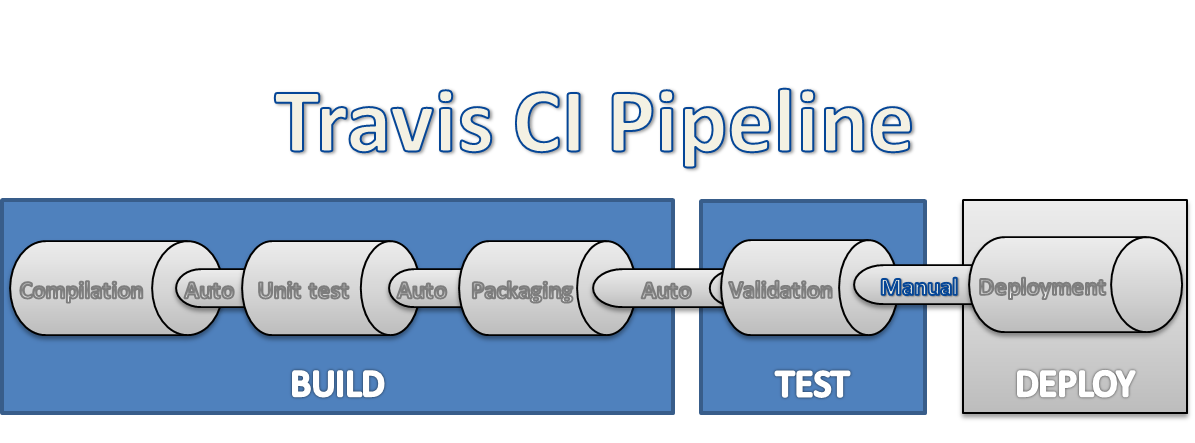 Travis CI Pipeline
Compilation Auto Unit test Auto Packaging Auto Validation Manual Deployment
BUILD TEST DEPLOY